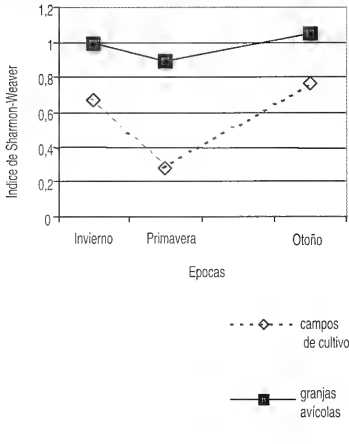 1,2
1
0,8
0,6
0,4
0,2
0
Indice de Sharmon-Weaver
Invierno Primavera Otoño
Epocas
campos
de cultivo
granjas
avícolas